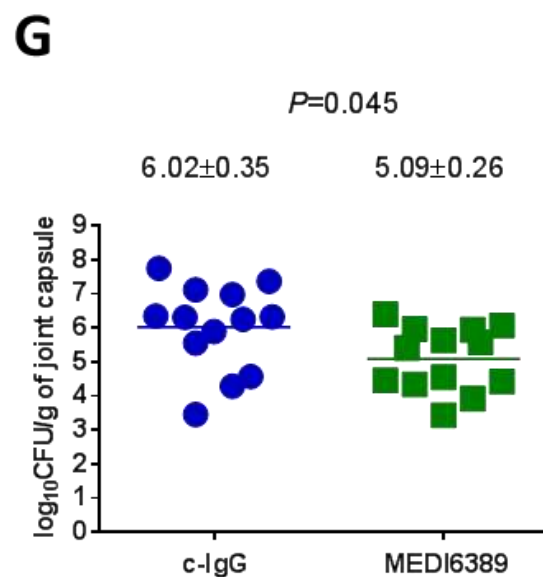 G
P=0.045
6.02±0.35 5.09±0.26
log₁₀CFU/g of joint capsule
9
8
7
6
5
4
3
2
1
0
c-IgG MEDI6389